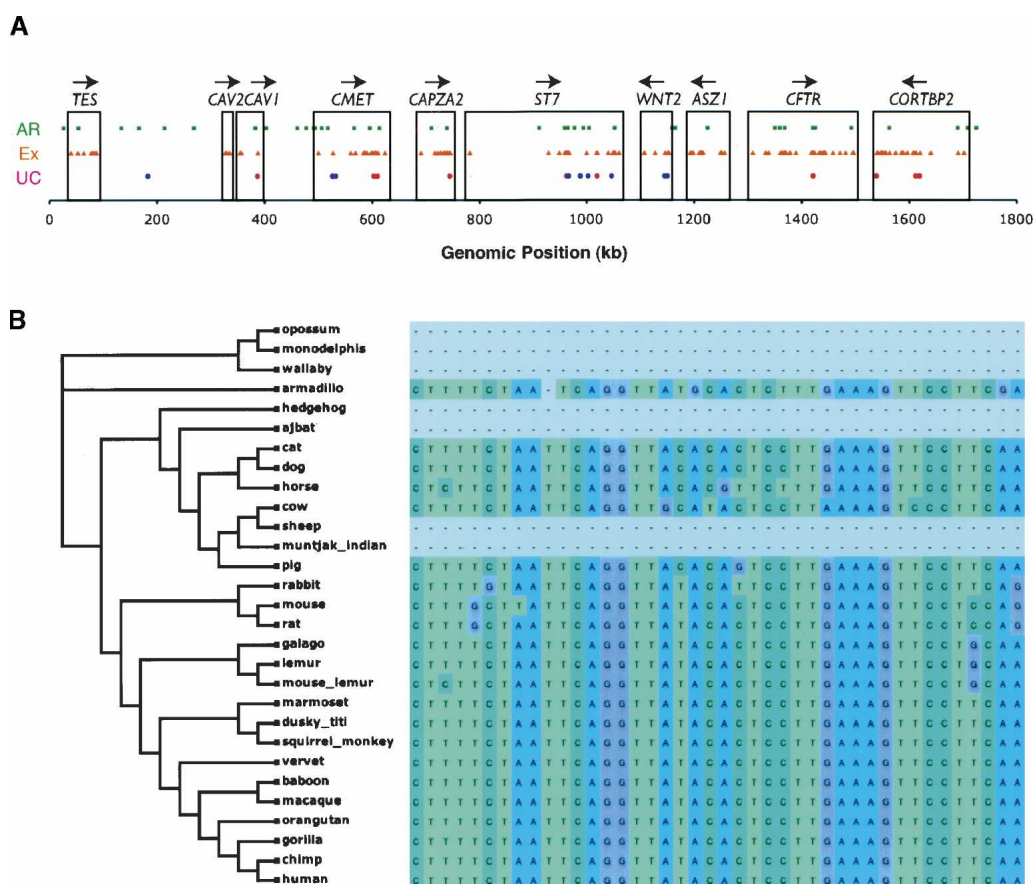 A
TES CAV2 CAV1 CMET CAPZA2 ST7 WNT2 ASZ1 CFTR CORTBP2
AR
Ex
UC
0 200 400 600 800 1000 1200 1400 1600 1800
Genomic Position (kb)
B
opossum - - - - - - - - - - - - - - - - - - - - - - - - - - - - - - - - - - - - - - - - - -
monodelphis - - - - - - - - - - - - - - - - - - - - - - - - - - - - - - - - - - - - - - - - - -
wallaby - - - - - - - - - - - - - - - - - - - - - - - - - - - - - - - - - - - - - - - - - -
armadillo C T T T T C T A A - T C A G G T T A T G C A C T C T T T G A A A G T T C C T T C G A
hedgehog - - - - - - - - - - - - - - - - - - - - - - - - - - - - - - - - - - - - - - - - - -
ajbat - - - - - - - - - - - - - - - - - - - - - - - - - - - - - - - - - - - - - - - - - -
cat C T T T T C T A A T T C A G G T T A C A C A C T C C T T G A A A G T T C C T T C A A
dog C T T T T C T A A T T C A G G T T A C A C A C T C C T T G A A A G T T C C T T C A A
horse C T C T T C T A A T T C A G G T T A C A C G T T C T T T G A A A G T T C C T T C A A
cow C T T T T C T A A T T C A G G T T G C A T A C T C C T T A A A A G T C C C T T C A A
sheep - - - - - - - - - - - - - - - - - - - - - - - - - - - - - - - - - - - - - - - - - -
muntjak_indian - - - - - - - - - - - - - - - - - - - - - - - - - - - - - - - - - - - - - - - - - -
pig C T T T T C T A A T T C A G G T T A C A C A G T C C T T G A A A G T T C C T T C A A
rabbit C T T T T G T A A T T C A G G T T A T A C A C T C C T T G A A A G T T C C T T C A G
mouse C T T T G C T T A T T C A G G T T A T A C A C T C C T T G A A A G T T C C T C C A G
rat C T T T G C T A A T T C A G G T T A T A C A C T C C T T G A A A G T T C C T T C A G
galago C T T T T C T A A T T C A G G T T A T A C A C T C C T T G A A A G T T C C T G C A A
lemur C T T T T C T A A T T C A G G T T A T A C A C T C C T T G A A A G T T C C T G C A A
mouse_lemur C T C T T C T A A T T C A G G T T A T A C A C T C C T T G A A A G T T C C T G C A A
marmoset C T T T T C T A A T T C A G G T T A T A C A C T C C T T G A A A G T T C C T T C A A
dusky_titi C T T T T C T A A T T C A G G T T A T A C A C T C C T T G A A A G T T C C T T C A A
squirrel_monkey C T T T T C T A A T T C A G G T T A T A C A C T C C T T G A A A G T T C C T T C A A
vervet C T T T T C T A A T T C A G G T T A T A C A C T C C T T G A A A G T T C C T T C A A
baboon C T T T T C T A A T T C A G G T T A T A C A C T C C T T G A A A G T T C C T T C A A
macaque C T T T T C T A A T T C A G G T T A T A C A C T C C T T G A A A G T T C C T T C A A
orangutan C T T T T C T A A T T C A G G T T A T A C A C T C C T T G A A A G T T C C T T C A A
gorilla C T T T T C T A A T T C A G G T T A T A C A C T C C T T G A A A G T T C C T T C A A
chimp C T T T T C T A A T T C A G G T T A T A C A C T C C T T G A A A G T T C C T T C A A
human C T T T T C T A A T T C A G G T T A T A C A C T C C T T G A A A G T T C C T T C A A